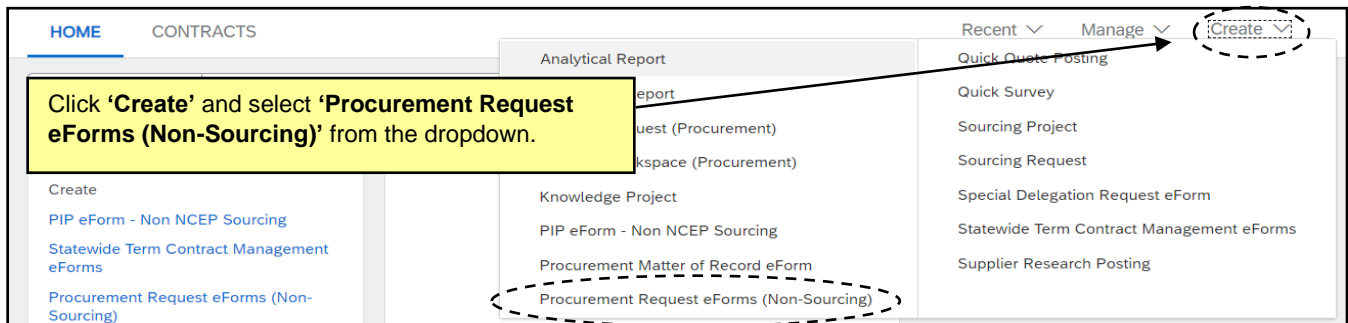 HOME CONTRACTS Recent Manage Create
Click ‘Create’ and select ‘Procurement Request
eForms (Non-Sourcing)’ from the dropdown.
Create
PIP eForm - Non NCEP Sourcing
Statewide Term Contract Management
eForms
Procurement Request eForms (Non-
Sourcing)
Analytical Report
(Procurement)
(Procurement)
Knowledge Project
PIP eForm - Non NCEP Sourcing
Procurement Matter of Record eForm
Procurement Request eForms (Non-Sourcing)
Quick Quote Posting
Quick Survey
Sourcing Project
Sourcing Request
Special Delegation Request eForm
Statewide Term Contract Management eForms
Supplier Research Posting